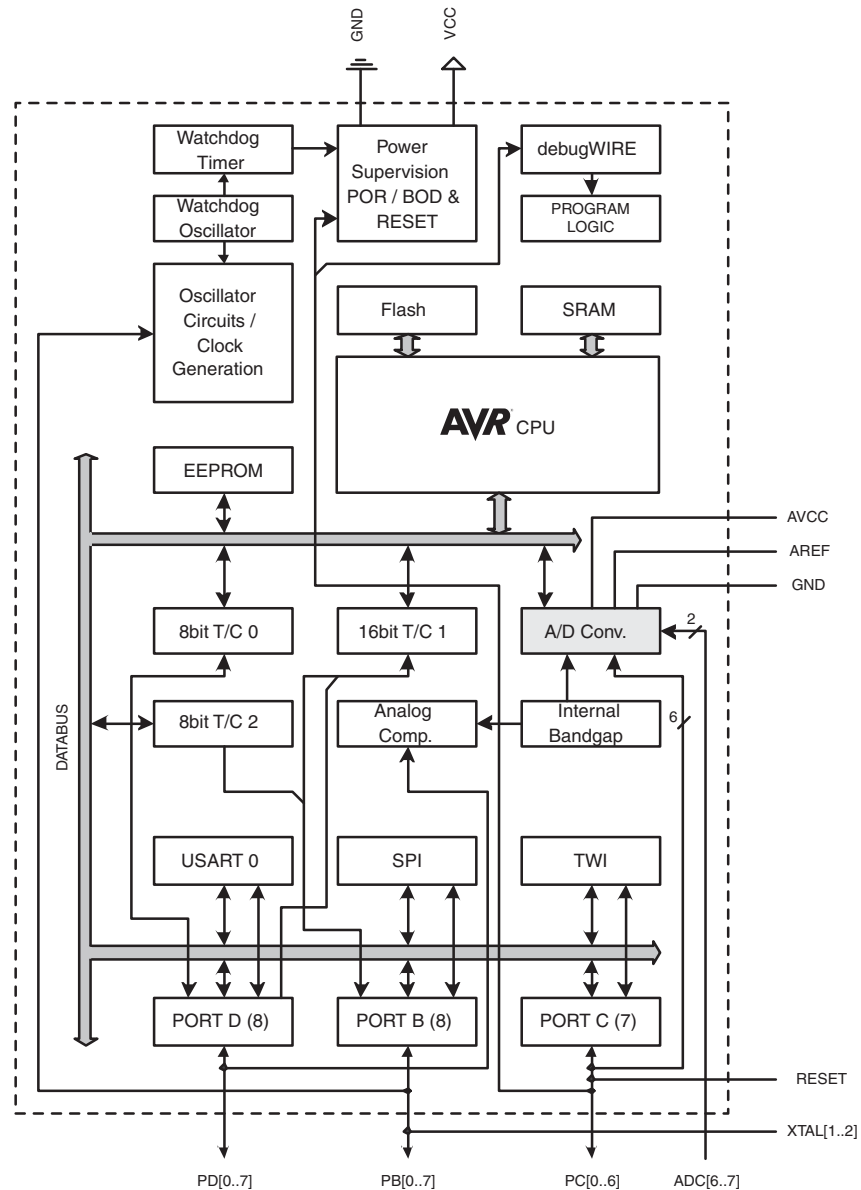 GND
VCC
Watchdog
Timer
Power
Supervision
POR / BOD &
RESET
debugWIRE
Watchdog
Oscillator
PROGRAM
LOGIC
Oscillator
Circuits /
Clock
Generation
Flash
SRAM
AVR CPU
EEPROM
AVCC
AREF
GND
8bit T/C 0
16bit T/C 1
A/D Conv.
2
DATABUS
8bit T/C 2
Analog
Comp.
Internal
Bandgap
6
USART 0
SPI
TWI
PORT D (8)
PORT B (8)
PORT C (7)
RESET
XTAL[1..2]
PD[0..7]
PB[0..7]
PC[0..6]
ADC[6..7]